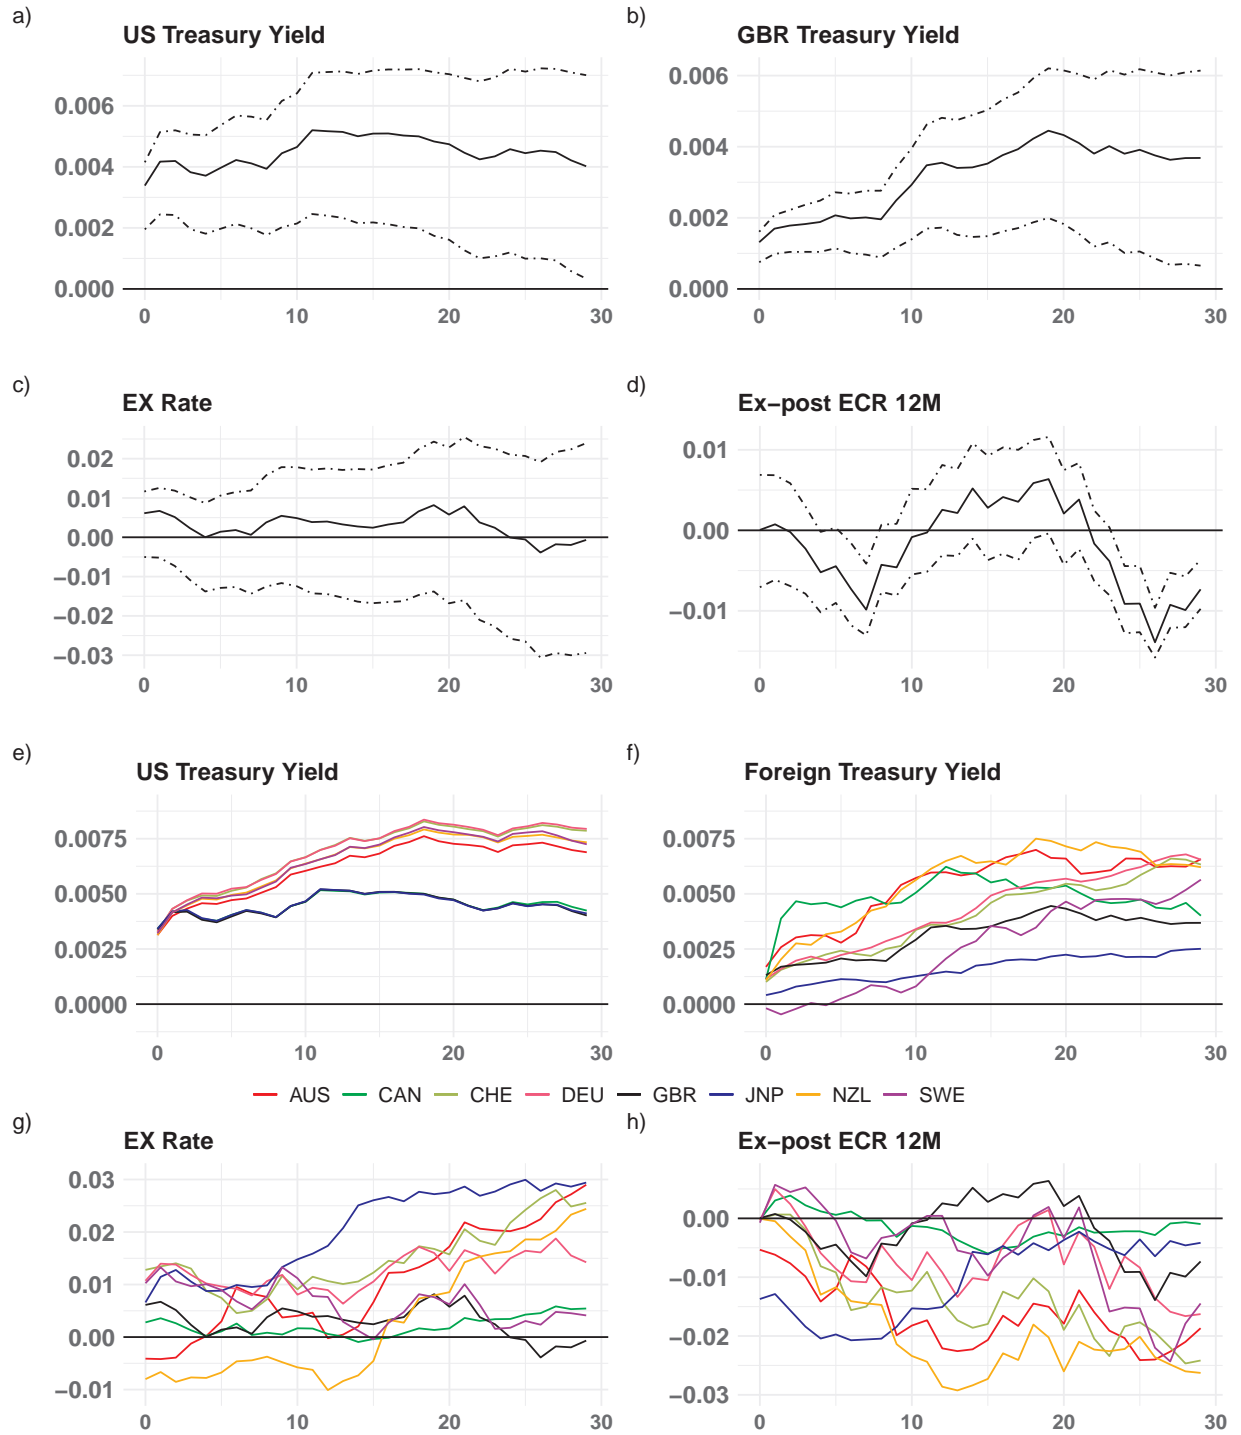 a)
US Treasury Yield
0.006
0.004
0.002
0.000
0 10 20 30
b)
GBR Treasury Yield
0.006
0.004
0.002
0.000
0 10 20 30
c)
EX Rate
0.02
0.01
0.00
−0.01
−0.02
−0.03
0 10 20 30
d)
Ex−post ECR 12M
0.01
0.00
−0.01
0 10 20 30
e)
US Treasury Yield
0.0075
0.0050
0.0025
0.0000
0 10 20 30
f)
Foreign Treasury Yield
0.0075
0.0050
0.0025
0.0000
0 10 20 30
AUS CAN CHE DEU GBR JNP NZL SWE
g)
EX Rate
0.03
0.02
0.01
0.00
−0.01
0 10 20 30
h)
Ex−post ECR 12M
0.00
−0.01
−0.02
−0.03
0 10 20 30